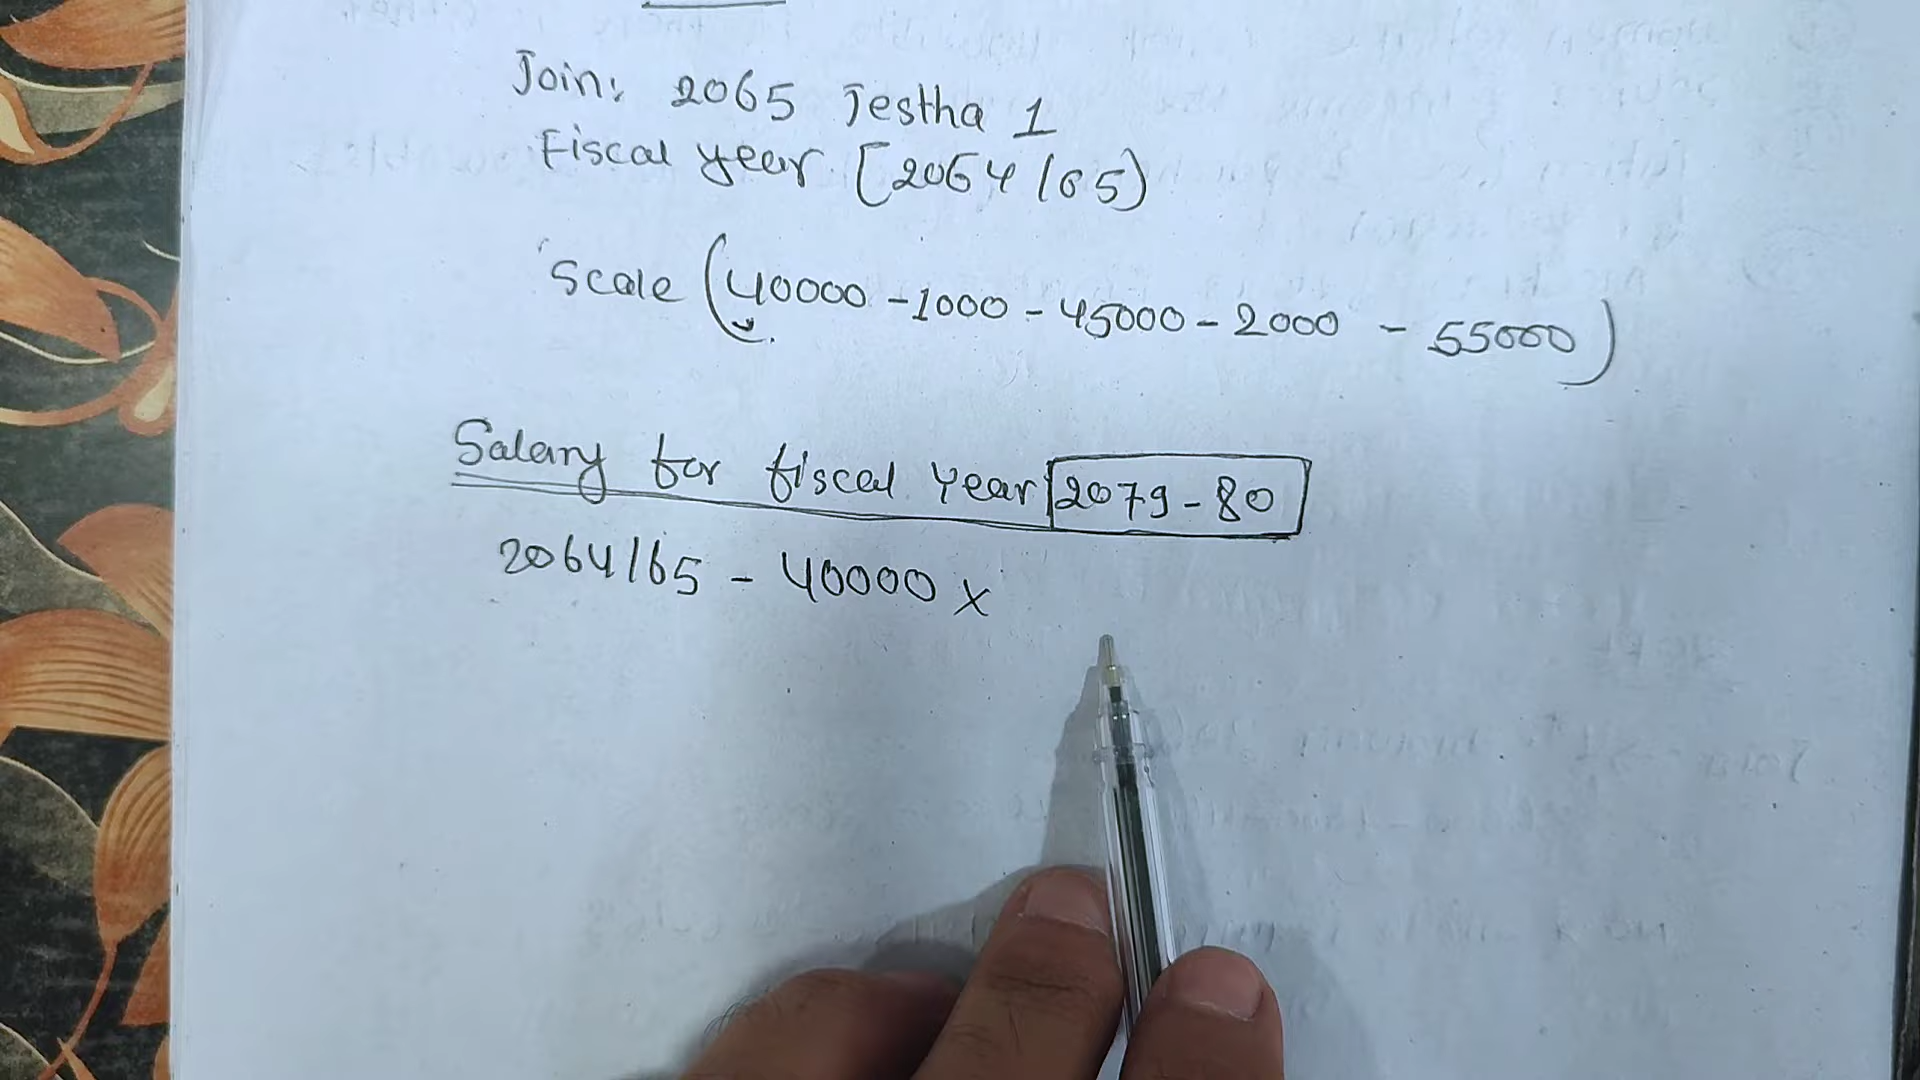 Join: 2065 Jestha 1
Fiscal year [2064/65)
Scale (40000 - 1000 - 45000 - 2000 - 55000)
Salary for fiscal Year 2079-80
2064/65 - 40000 x